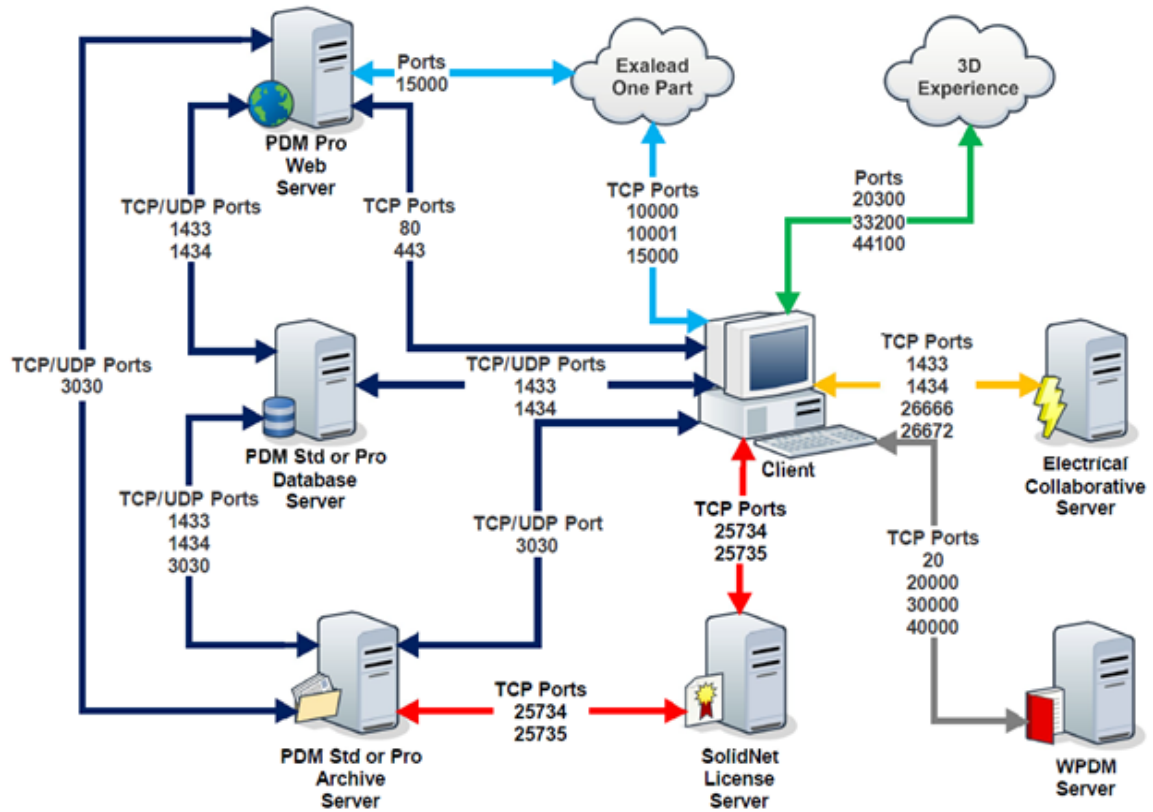 Ports
15000
Exalead
One Part
3D
Experience
PDM Pro
Web
Server
TCP/UDP Ports
1433
1434
TCP Ports
80
443
TCP Ports
10000
10001
15000
Ports
20300
33200
44100
TCP/UDP Ports
3030
TCP/UDP Ports
1433
1434
TCP Ports
1433
1434
26666
26672
PDM Std or Pro
Database
Server
Client
Electrical
Collaborative
Server
TCP/UDP Ports
1433
1434
3030
TCP/UDP Port
3030
TCP Ports
25734
25735
TCP Ports
20
20000
30000
40000
TCP Ports
25734
25735
PDM Std or Pro
Archive
Server
SolidNet
License
Server
WPDM
Server